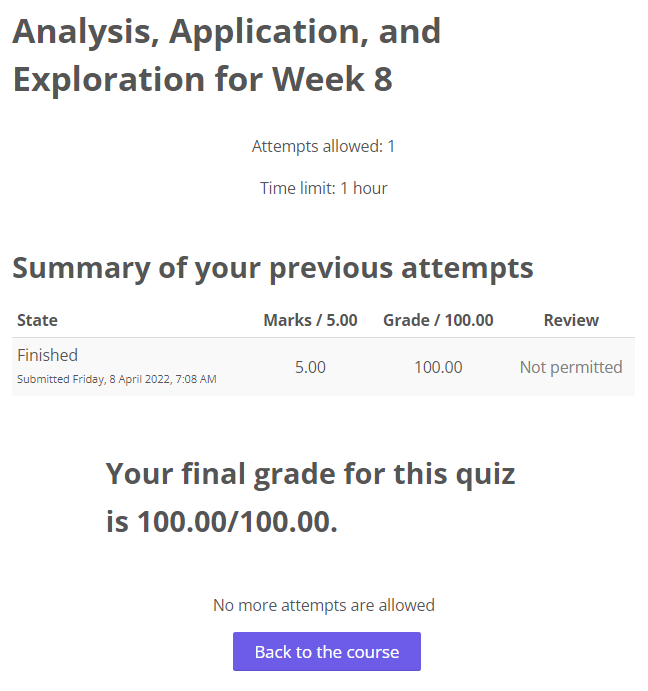 Analysis, Application, and
Exploration for Week 8
Attempts allowed: 1
Time limit: 1 hour
Summary of your previous attempts
State Marks / 5.00 Grade / 100.00 Review
Finished
Submitted Friday, 8 April 2022, 7:08 AM
5.00 100.00 Not permitted
Your final grade for this quiz
is 100.00/100.00.
No more attempts are allowed
Back to the course